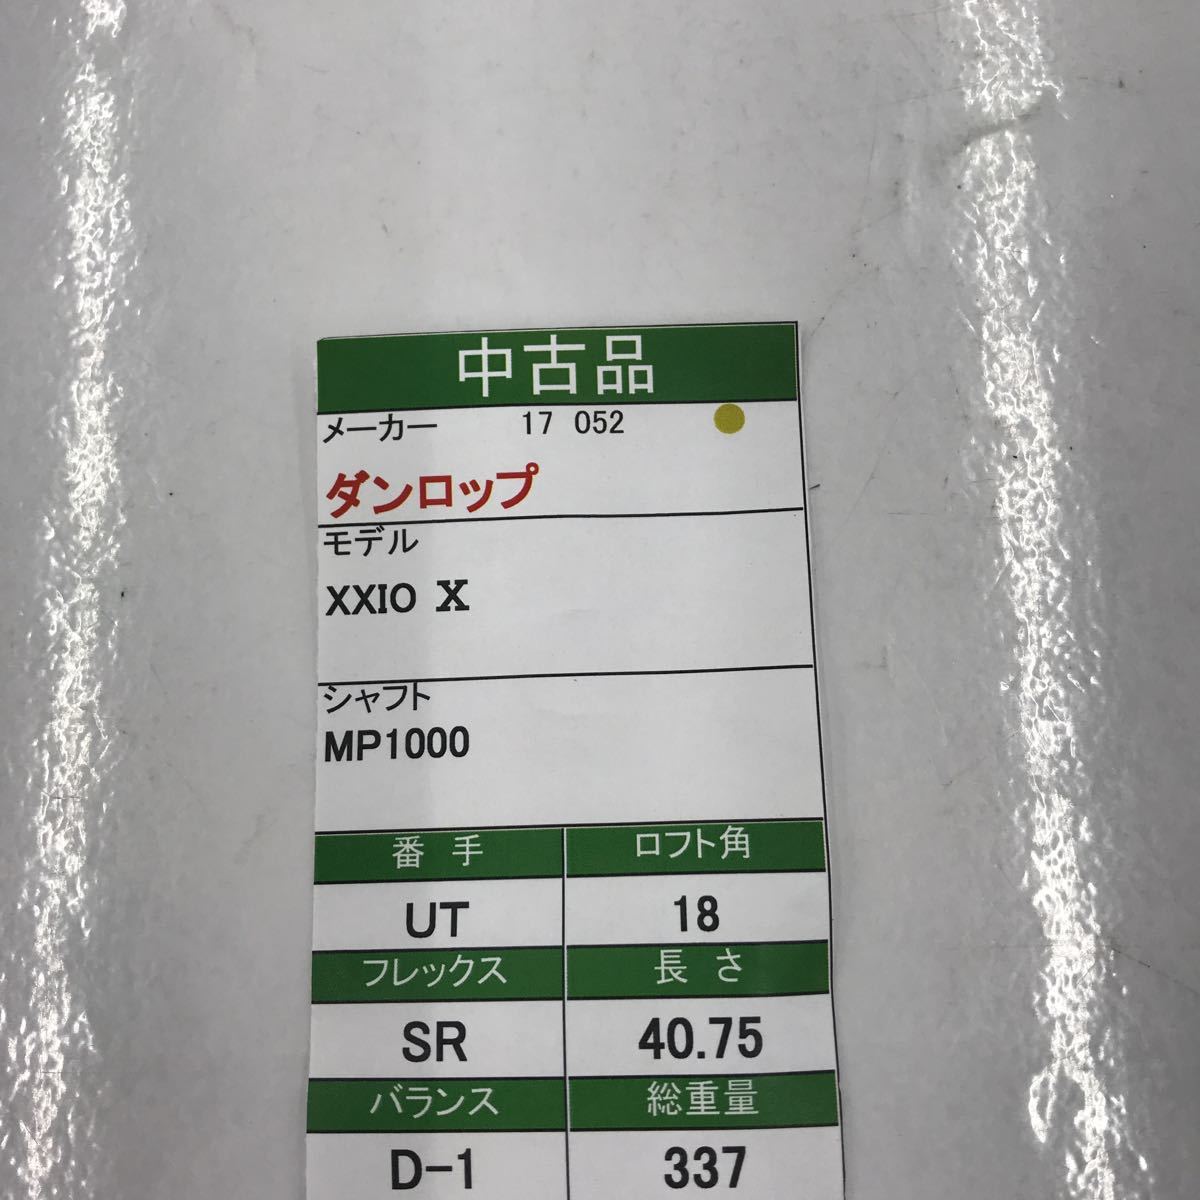 中古品
メーカー 17 052
ダンロップ
モデル
XXIO X
シャフト
MP1000
番 手 ロフト角
UT 18
フレックス 長 さ
SR 40.75
バランス 総重量
D-1 337